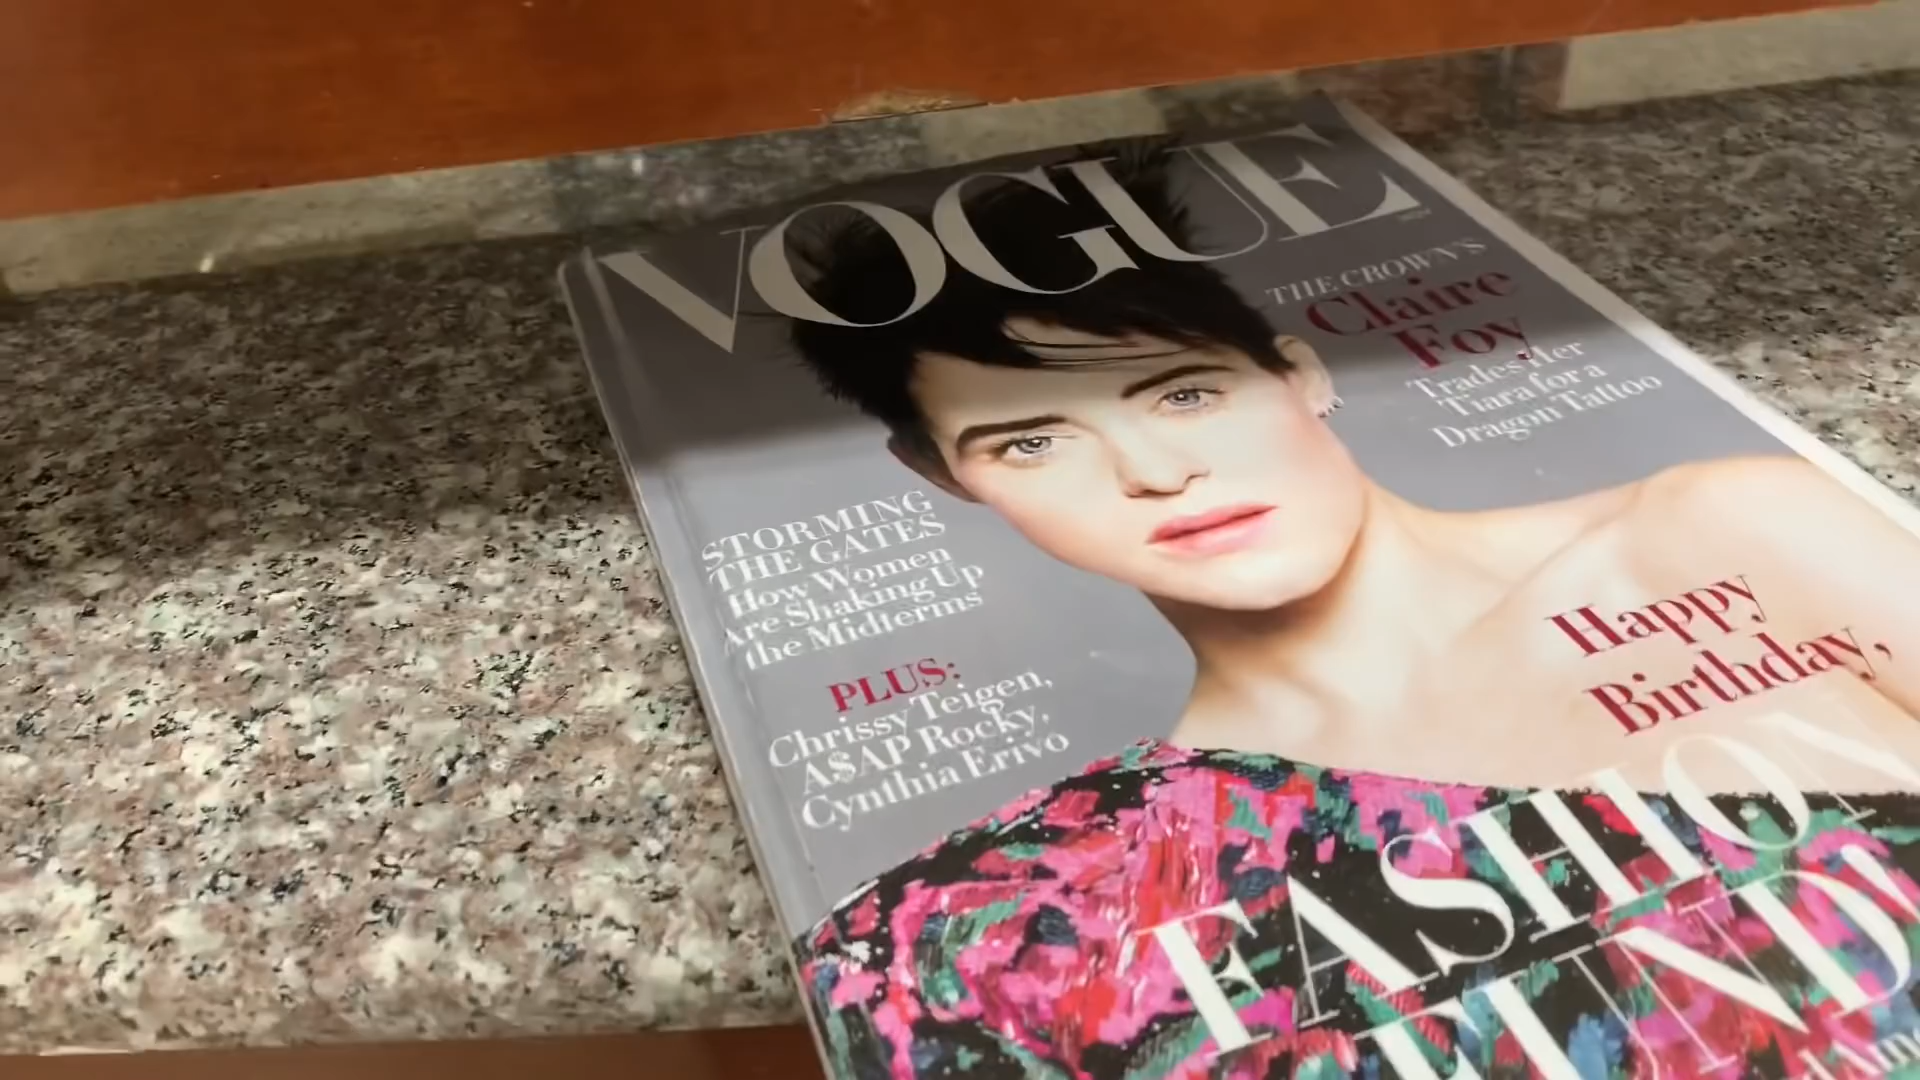 VOGUE
THE CROWN'S
Claire
Foy
Trades Her
Tiara for a
Dragon Tattoo
STORMING
THE GATES
How Women
Are Shaking Up
the Midterms
PLUS:
Chrissy Teigen,
A$AP Rocky,
Cynthia Erivo
Happy
Birthday,
FASHION
FUND!